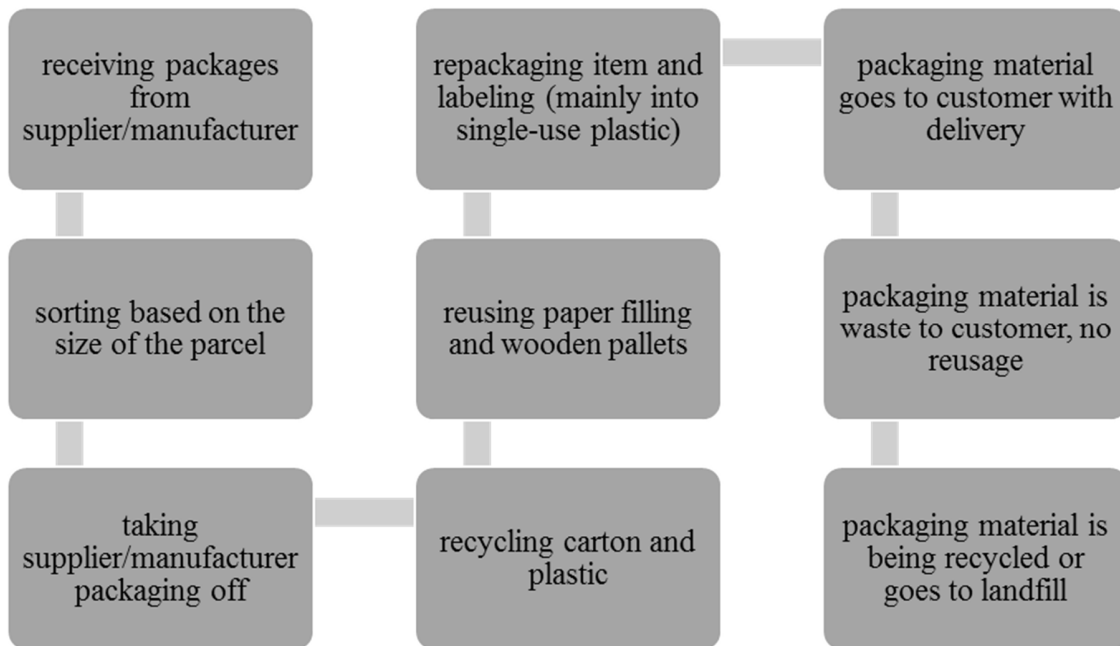 receiving packages
from
supplier/manufacturer
sorting based on the
size of the parcel
taking
supplier/manufacturer
packaging off
recycling carton and
plastic
reusing paper filling
and wooden pallets
repackaging item and
labeling (mainly into
single-use plastic)
packaging material
goes to customer with
delivery
packaging material is
waste to customer, no
reusage
packaging material is
being recycled or
goes to landfill